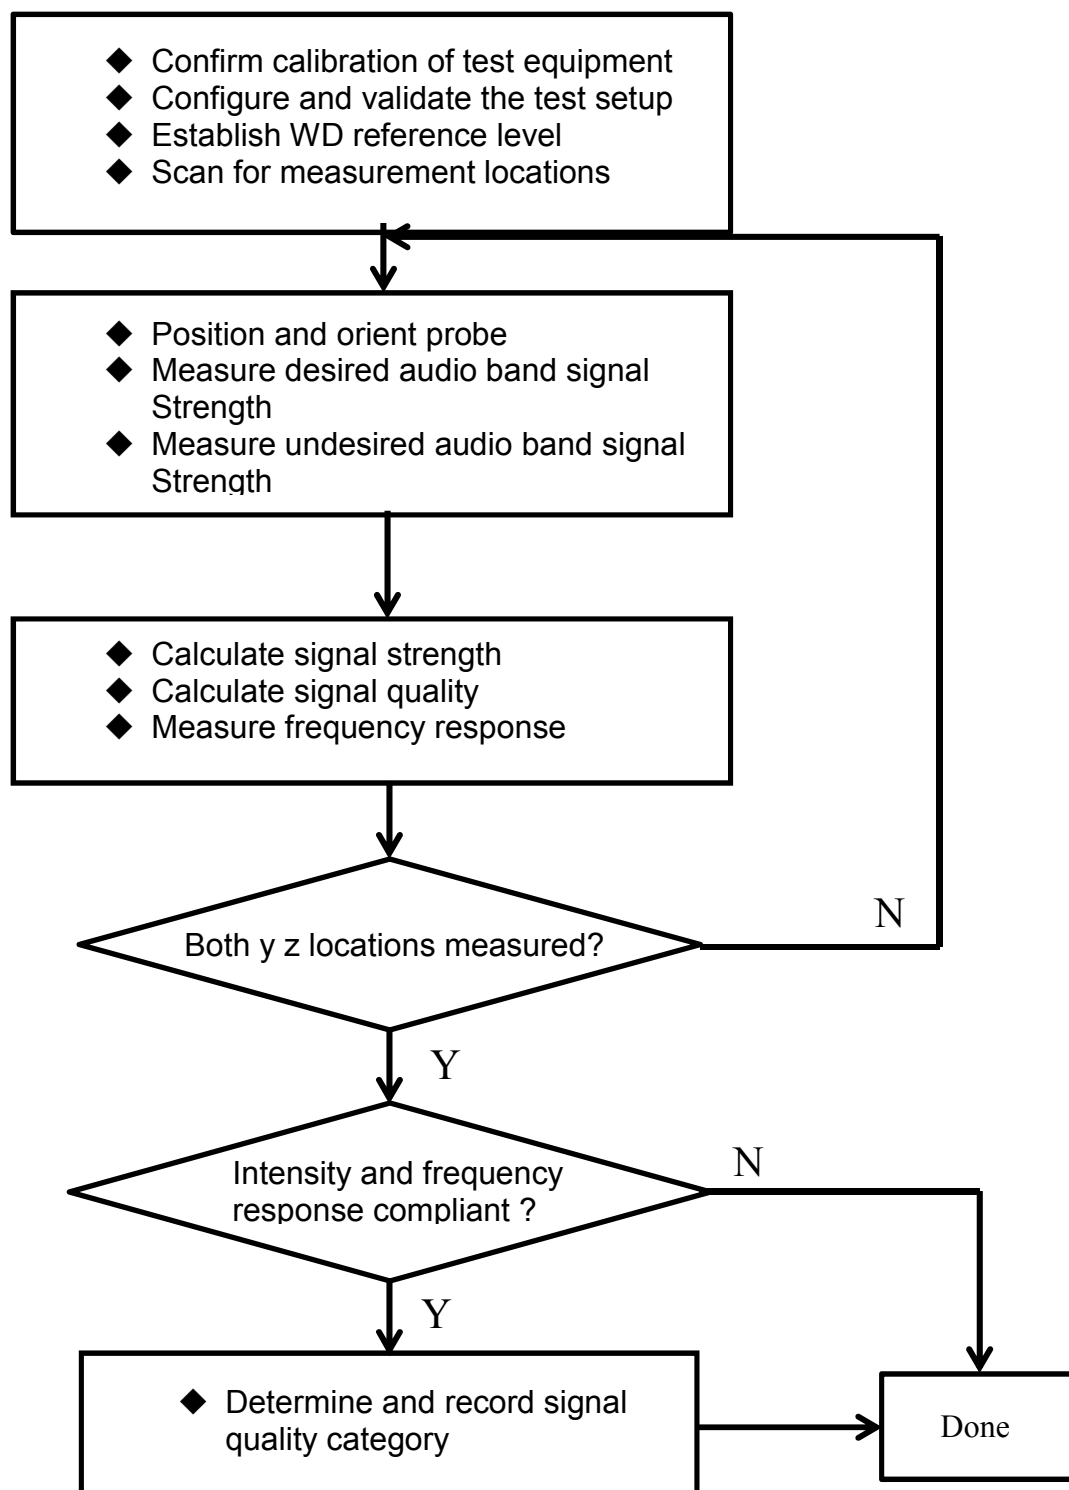 ◆ Confirm calibration of test equipment
◆ Configure and validate the test setup
◆ Establish WD reference level
◆ Scan for measurement locations
◆ Position and orient probe
◆ Measure desired audio band signal
Strength
◆ Measure undesired audio band signal
Strength
◆ Calculate signal strength
◆ Calculate signal quality
◆ Measure frequency response
Both y z locations measured?
N
Y
Intensity and frequency
response compliant ?
N
Y
◆ Determine and record signal
quality category
Done